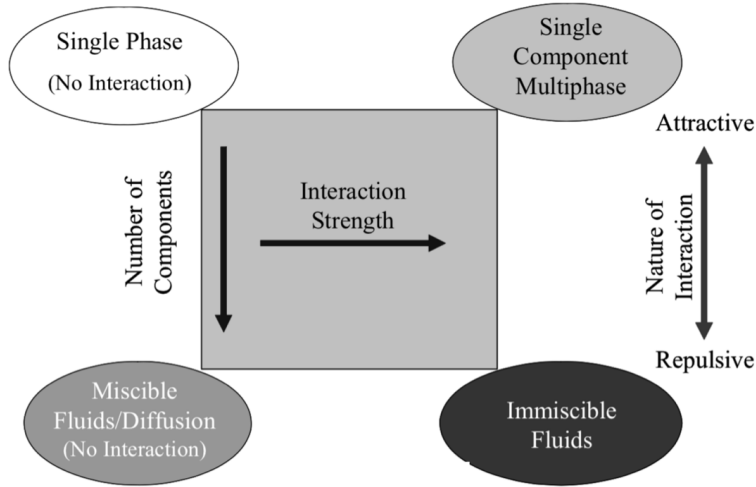 Single Phase
(No Interaction)
Single
Component
Multiphase
Attractive
Number of
Components
Interaction
Strength
Nature of
Interaction
Repulsive
Miscible
Fluids/Diffusion
(No Interaction)
Immiscible
Fluids